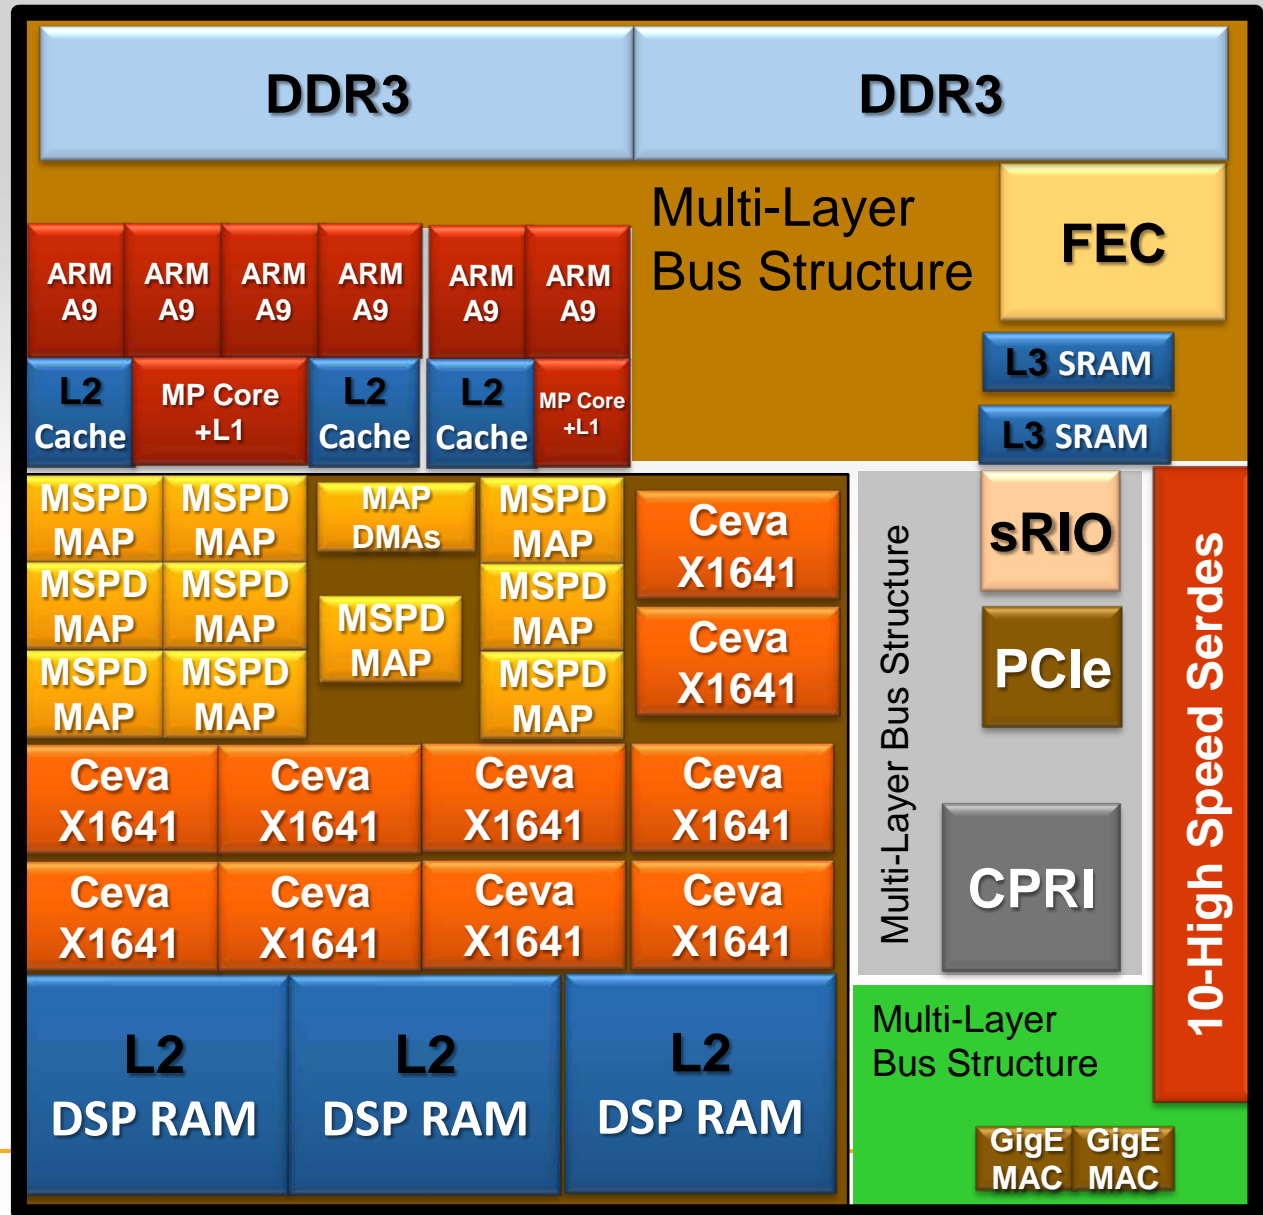 DDR3
DDR3
Multi-Layer
Bus Structure
FEC
ARM
A9
ARM
A9
ARM
A9
ARM
A9
ARM
A9
ARM
A9
L3 SRAM
L3 SRAM
L2
Cache
MP Core
+L1
L2
Cache
L2
Cache
MP Core
+L1
MSPD
MAP
MSPD
MAP
MAP
DMAs
MSPD
MAP
Ceva
X1641
MSPD
MAP
MSPD
MAP
MSPD
MAP
MSPD
MAP
Ceva
X1641
MSPD
MAP
MSPD
MAP
MSPD
MAP
Ceva
X1641
Ceva
X1641
Ceva
X1641
Ceva
X1641
Ceva
X1641
Ceva
X1641
Ceva
X1641
Ceva
X1641
L2
DSP RAM
L2
DSP RAM
L2
DSP RAM
Multi-Layer Bus Structure
sRIO
PCIe
CPRI
10-High Speed Serdes
Multi-Layer
Bus Structure
GigE
MAC
GigE
MAC